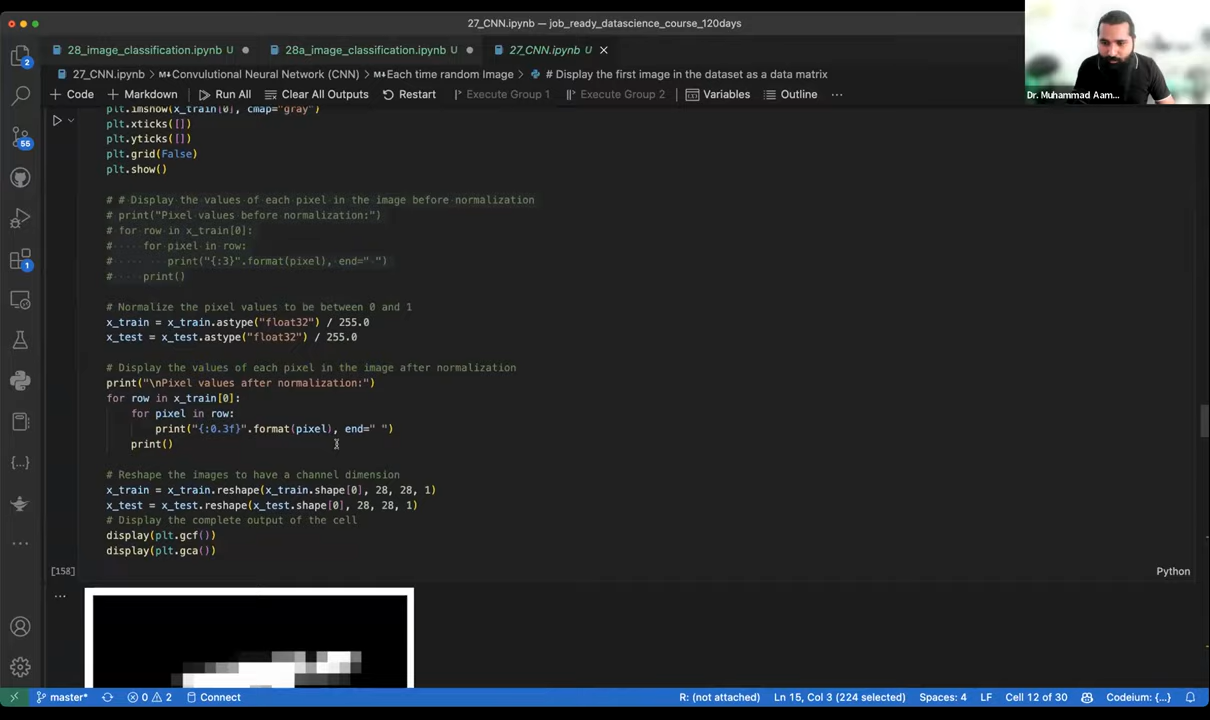 27_CNN.ipynb — job_ready_datascience_course_120days
28_image_classification.ipynb U
28a_image_classification.ipynb U
27_CNN.ipynb U
27_CNN.ipynb > Convulutional Neural Network (CNN) > Each time random Image > # Display the first image in the dataset as a data matrix
Dr. Muhammad Aam...
+ Code + Markdown Run All Clear All Outputs Restart Execute Group 1 Execute Group 2 Variables Outline ...
plt.imshow(x_train[0], cmap="gray")
plt.xticks([])
plt.yticks([])
plt.grid(False)
plt.show()
# # Display the values of each pixel in the image before normalization
# print("Pixel values before normalization:")
# for row in x_train[0]:
#     for pixel in row:
#         print("{:3}".format(pixel), end=" ")
#     print()
# Normalize the pixel values to be between 0 and 1
x_train = x_train.astype("float32") / 255.0
x_test = x_test.astype("float32") / 255.0
# Display the values of each pixel in the image after normalization
print("\nPixel values after normalization:")
for row in x_train[0]:
    for pixel in row:
        print("{:0.3f}".format(pixel), end=" ")
    print()
# Reshape the images to have a channel dimension
x_train = x_train.reshape(x_train.shape[0], 28, 28, 1)
x_test = x_test.reshape(x_test.shape[0], 28, 28, 1)
# Display the complete output of the cell
display(plt.gcf())
display(plt.gca())
[158]
Python
...
2
55
1
master* 0 2 Connect
R: (not attached) Ln 15, Col 3 (224 selected) Spaces: 4 LF Cell 12 of 30 Codeium: {...}